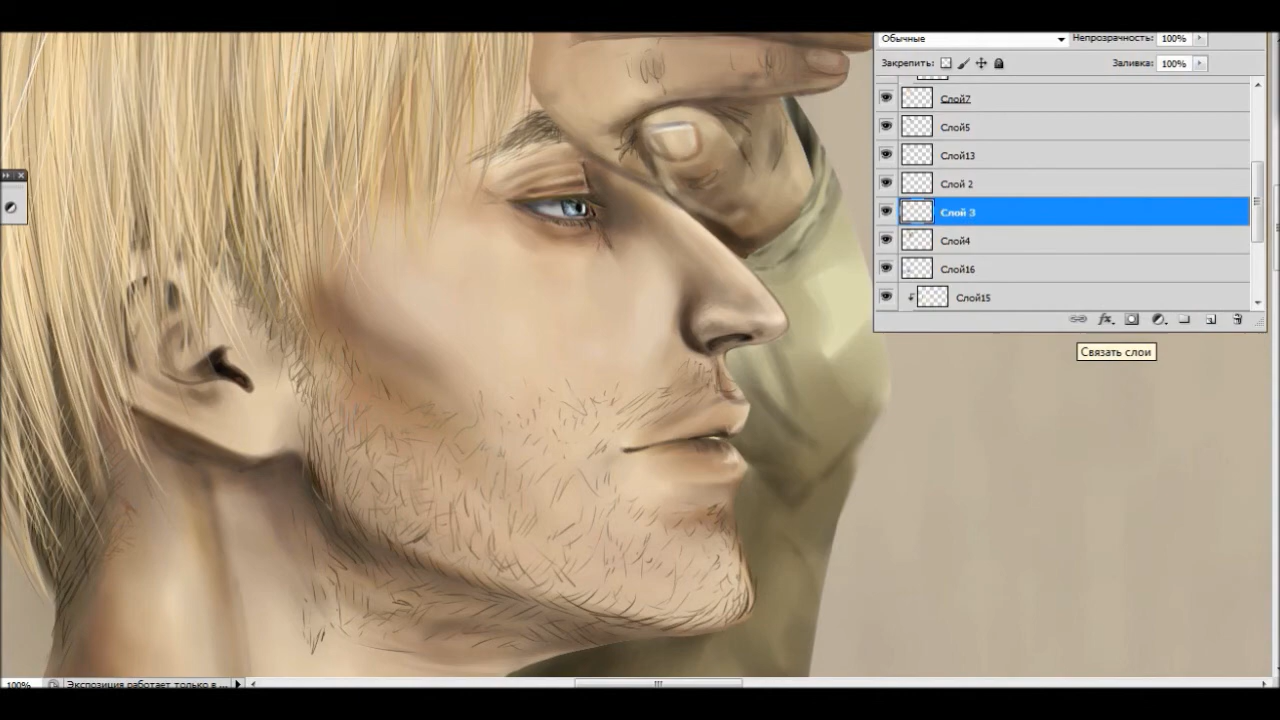 Обычные
Непрозрачность: 100%
Закрепить:
Заливка: 100%
Слой7
Слой5
Слой13
Слой 2
Слой 3
Слой4
Слой16
Слой15
fx.
Связать слои
100%
Экспозиция работает только в ...